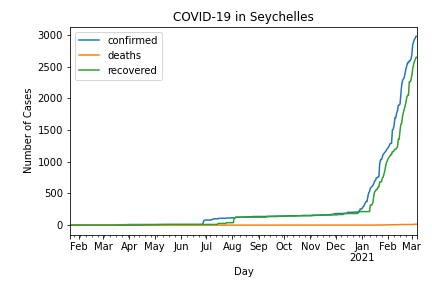 COVID-19 in Seychelles
confirmed
deaths
recovered
Number of Cases
3000
2500
2000
1500
1000
500
0
Feb Mar Apr May Jun Jul Aug Sep Oct Nov Dec Jan Feb Mar
2021
Day